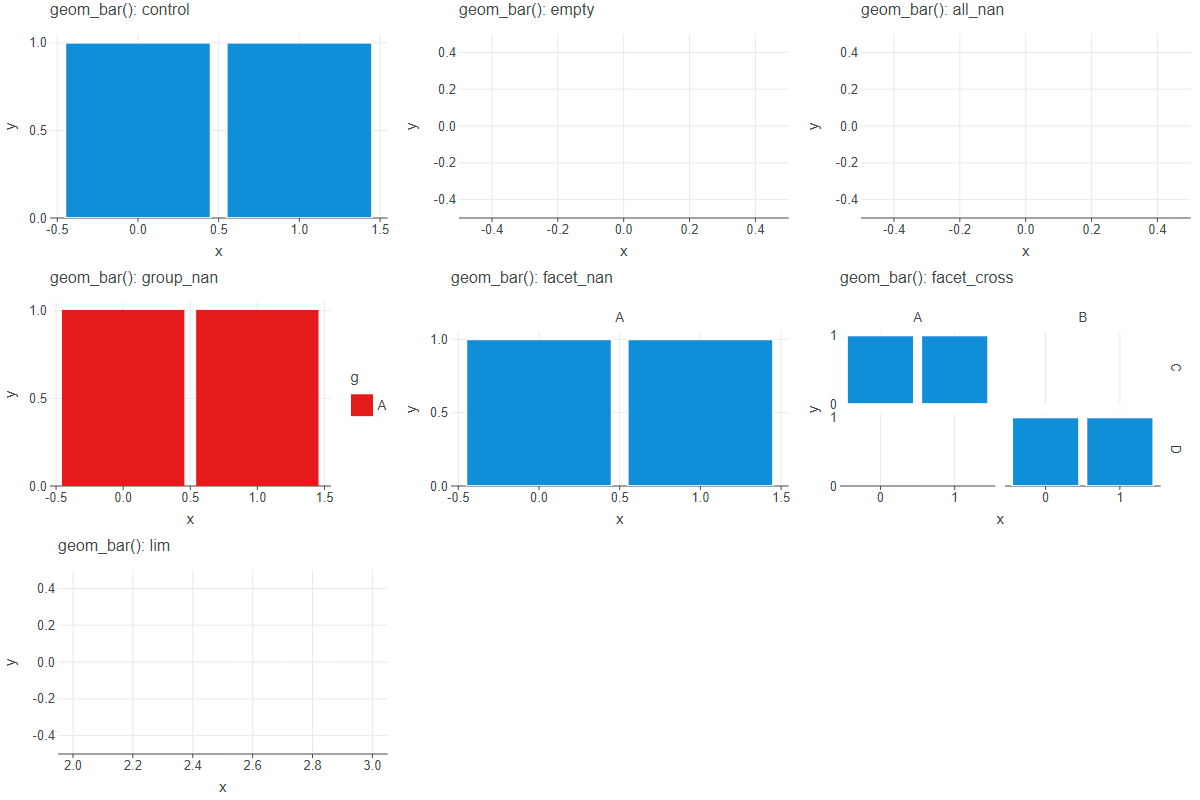 geom_bar(): control
1.0
0.5
0.0
y
-0.5 0.0 0.5 1.0 1.5
x
geom_bar(): empty
0.4
0.2
0.0
-0.2
-0.4
y
-0.4 -0.2 0.0 0.2 0.4
x
geom_bar(): all_nan
0.4
0.2
0.0
-0.2
-0.4
y
-0.4 -0.2 0.0 0.2 0.4
x
geom_bar(): group_nan
1.0
0.5
0.0
y
-0.5 0.0 0.5 1.0 1.5
x
g
A
geom_bar(): facet_nan
A
1.0
0.5
0.0
y
-0.5 0.0 0.5 1.0 1.5
x
geom_bar(): facet_cross
A B
1
0
C
y
1
0
D
0 1 0 1
x
geom_bar(): lim
0.4
0.2
0.0
-0.2
-0.4
y
2.0 2.2 2.4 2.6 2.8 3.0
x